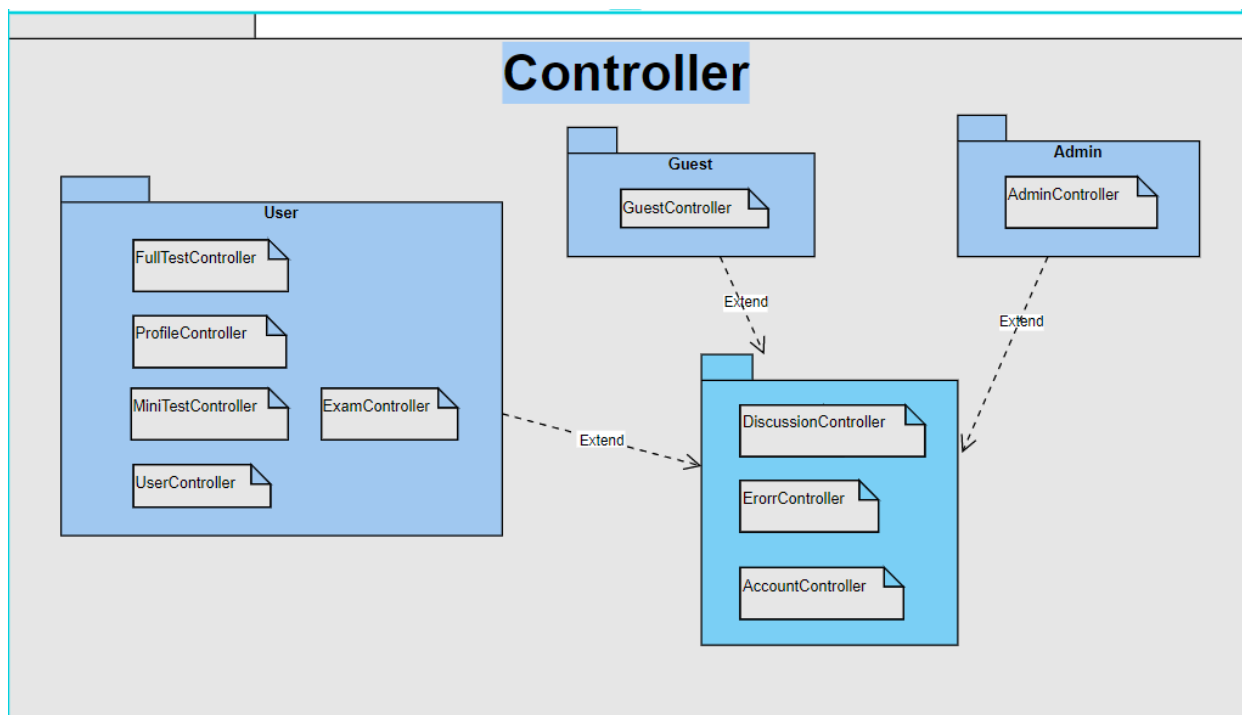 Controller
Guest
GuestController
Admin
AdminController
User
FullTestController
ProfileController
MiniTestController
ExamController
UserController
Extend
Extend
Extend
DiscussionController
ErorrController
AccountController